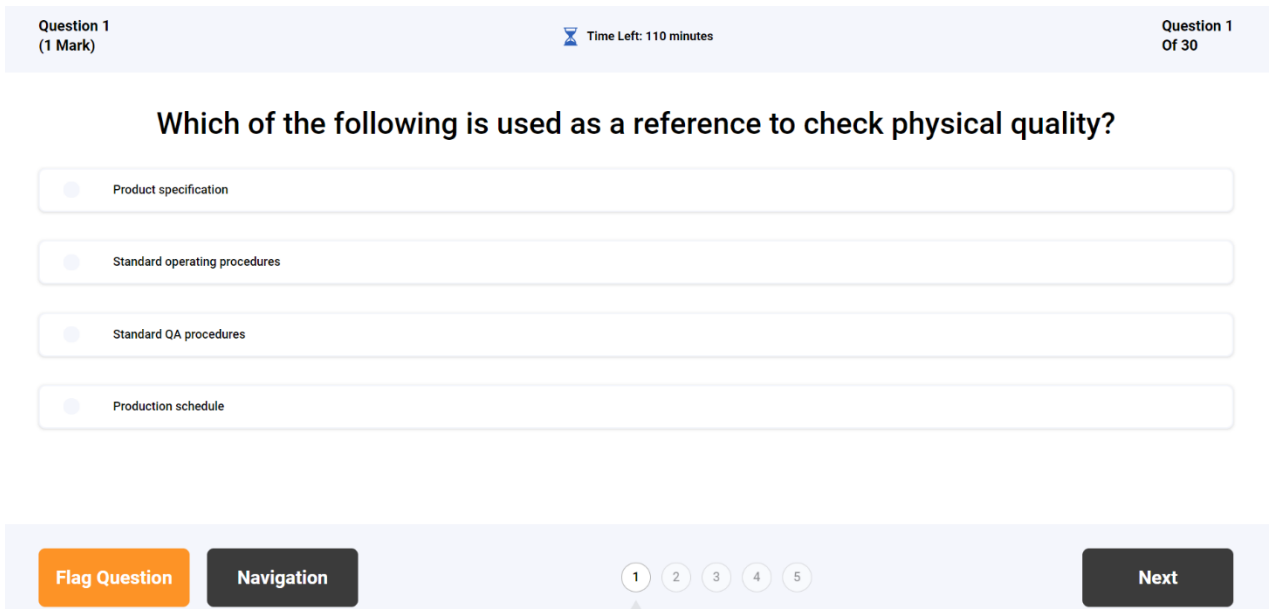 Question 1
(1 Mark)
Time Left: 110 minutes
Question 1
Of 30
Which of the following is used as a reference to check physical quality?
Product specification
Standard operating procedures
Standard QA procedures
Production schedule
Flag Question
Navigation
1 2 3 4 5
Next